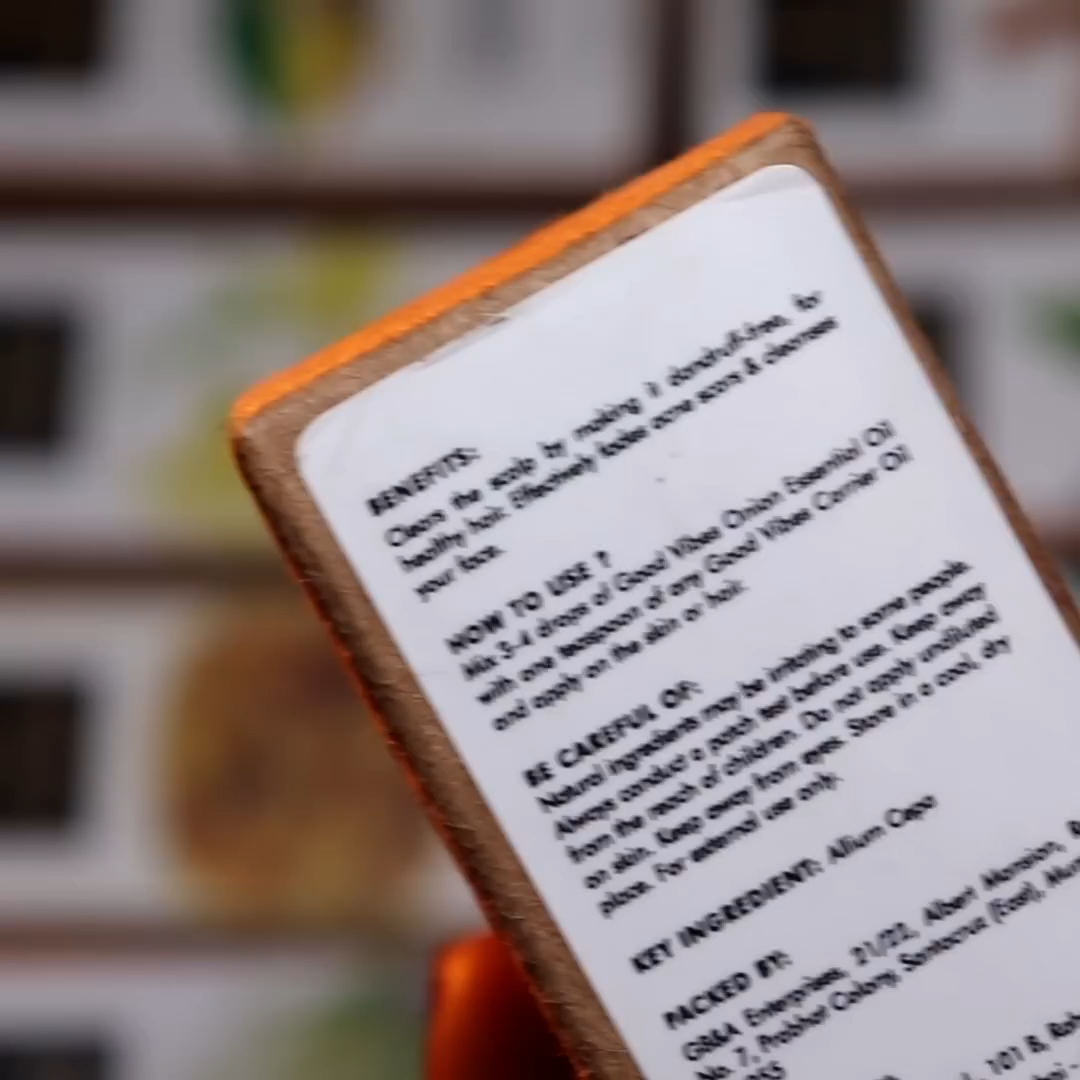 BENEFITS:
Cleans the scalp by making it dandruff-free, for
healthy hair. Effectively fades acne scars & decrease
your face.
HOW TO USE ?
Mix 3-4 drops of Good Vibes Onion Essential Oil
with one teaspoon of any Good Vibes Carrier Oil
and apply on the skin or hair.
BE CAREFUL OF:
Natural ingredients may be irritating to some people.
Always conduct a patch test before use. Keep away
from the reach of children. Do not apply undiluted
on skin. Keep away from eyes. Store in a cool, dry
place. For external use only.
KEY INGREDIENT: Allium Cepa
PACKED BY:
G&A Enterprises, 21/22, Albert Mansion,
No. 7, Prabhat Colony, Santacruz (East),
101 B,